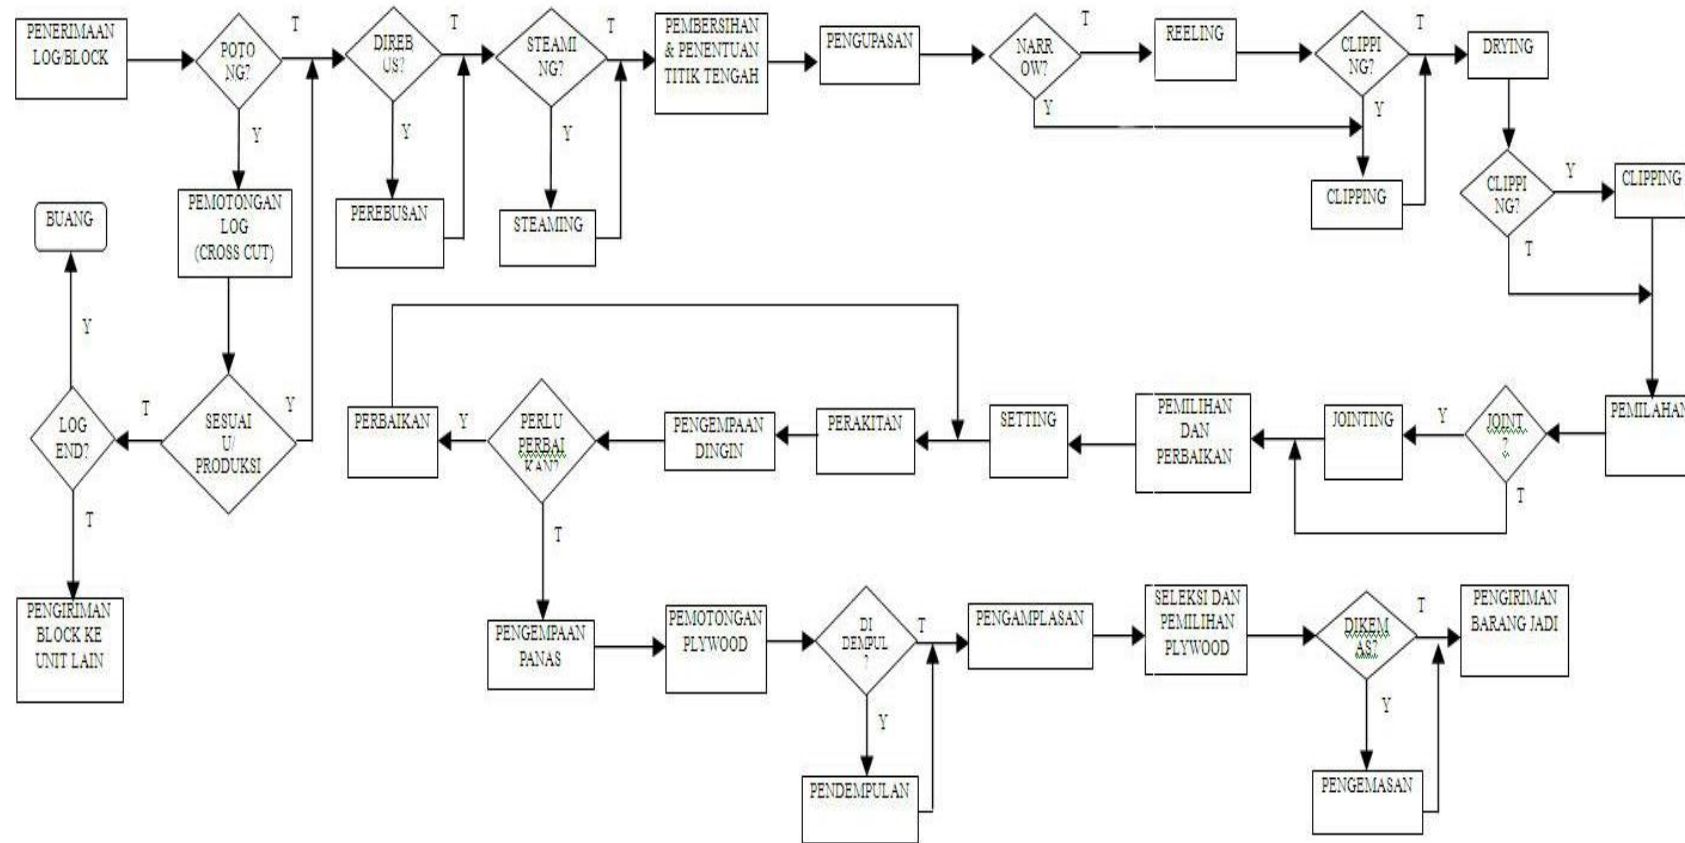 PENERIMAAN
LOG/BLOCK
POTO
NG?
T
Y
DIREB
US?
T
Y
STEAMI
NG?
T
Y
PEMBERSIHAN
& PENENTUAN
TITIK TENGAH
PENGUPASAN
NARR
OW?
T
Y
REELING
CLIPPI
NG?
T
Y
DRYING
CLIPPING
CLIPPI
NG?
Y
T
CLIPPING
PEMOTONGAN
LOG
(CROSS CUT)
PEREBUSAN
STEAMING
BUANG
Y
LOG
END?
T
T
SESUAI
U/
PRODUKSI
Y
PENGIRIMAN
BLOCK KE
UNIT LAIN
PEMILAHAN
JOINT
?
Y
T
JOINTING
PEMILIHAN
DAN
PERBAIKAN
SETTING
PERAKITAN
PENGEMPAAN
DINGIN
PERLU
PERBAI
KAN?
Y
T
PERBAIKAN
PENGEMPAAN
PANAS
PEMOTONGAN
PLYWOOD
DI
DEMPUL
?
T
Y
PENDEMPULAN
PENGAMPLASAN
SELEKSI DAN
PEMILIHAN
PLYWOOD
DIKEM
AS?
T
Y
PENGEMASAN
PENGIRIMAN
BARANG JADI